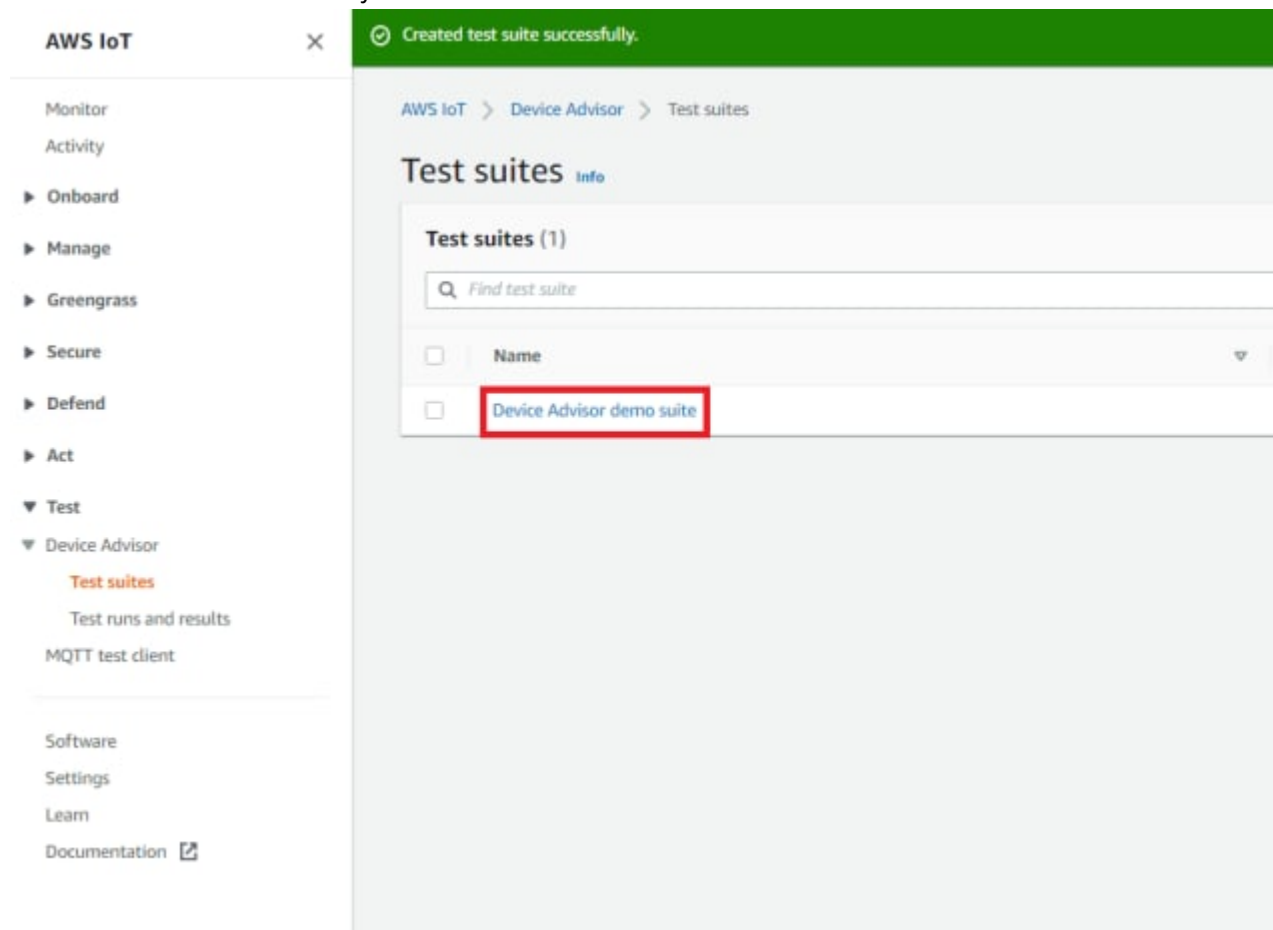 AWS IoT
Monitor
Activity
Onboard
Manage
Greengrass
Secure
Defend
Act
Test
Device Advisor
Test suites
Test runs and results
MQTT test client
Software
Settings
Learn
Documentation
Created test suite successfully.
AWS IoT > Device Advisor > Test suites
Test suites Info
Test suites (1)
Find test suite
Name
Device Advisor demo suite